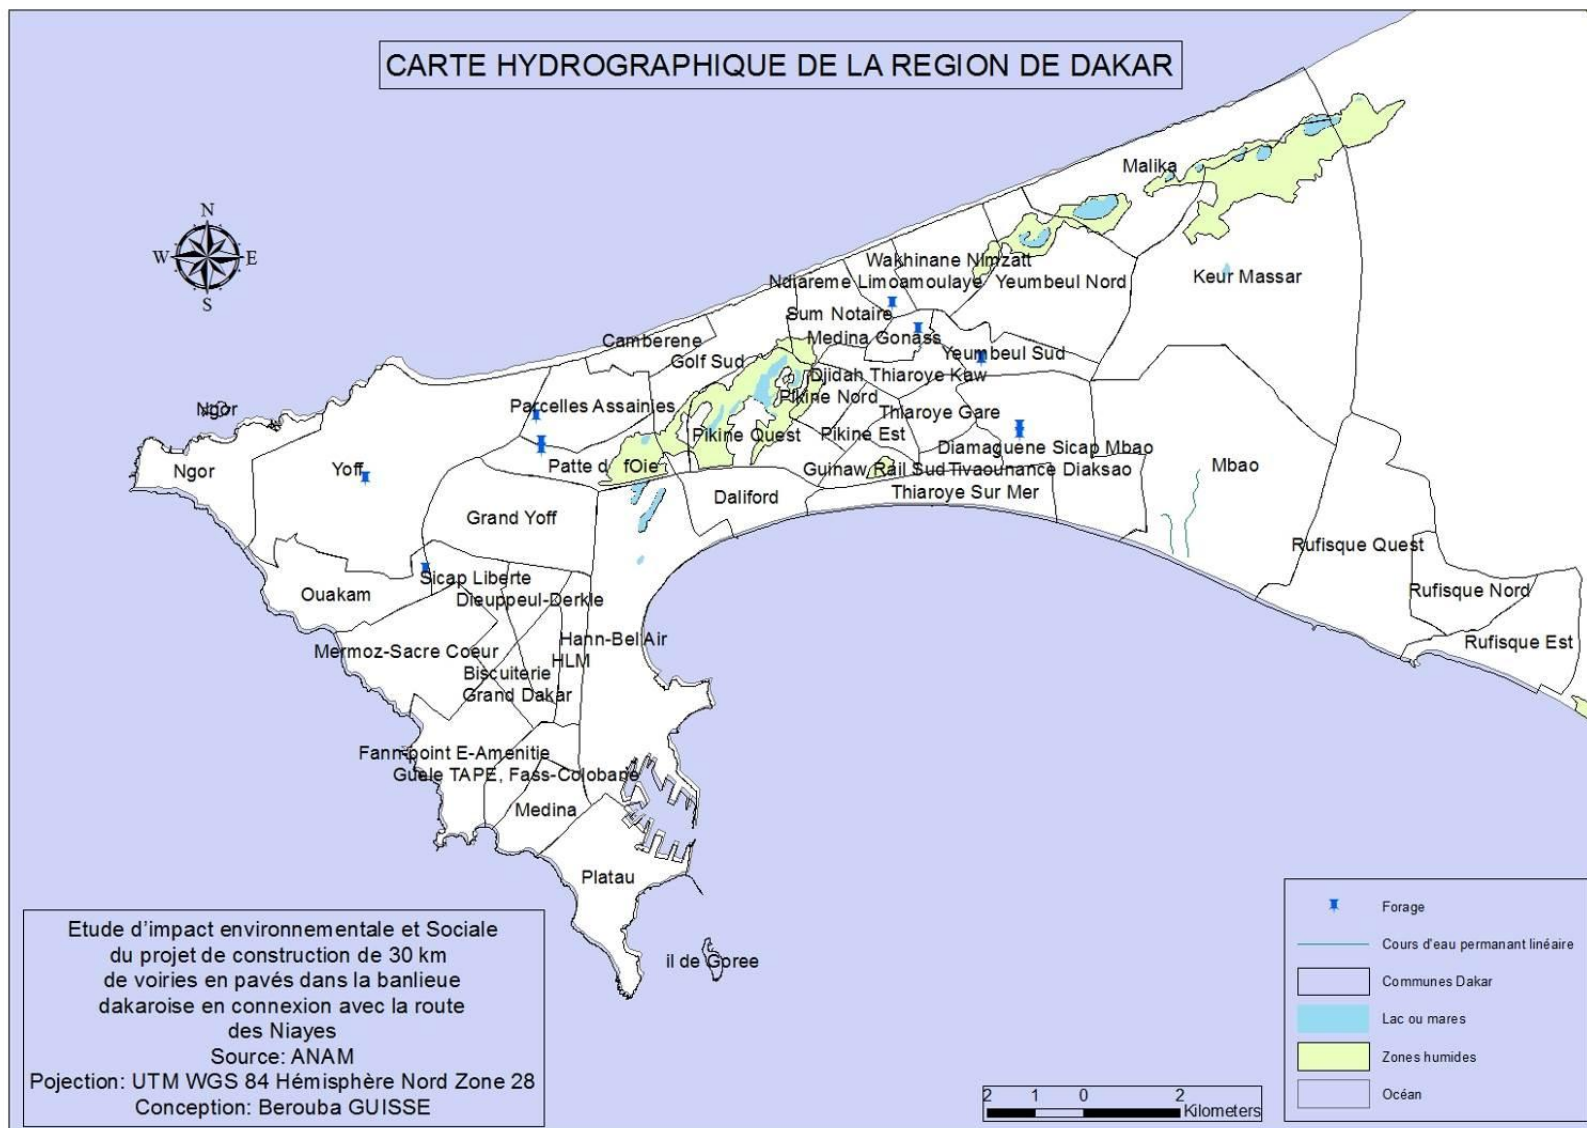 CARTE HYDROGRAPHIQUE DE LA REGION DE DAKAR
N
W E
S
Malika
Keur Massar
Wakhinane Nimzatt
Ndiareme Limoamoulaye Yeumbeul Nord
Sum Notaire
Medina Gonass
Camberene
Golf Sud
Yeumbeul Sud
Djidah Thiaroye Kaw
Pikine Nord
Ngor
Parcelles Assainies
Thiaroye Gare
Pikine Quest
Pikine Est
Diamaguene Sicap Mbao
Ngor
Yoff
Patte d fOie
Guinaw Rail Sud Tivaounance Diaksao
Mbao
Daliford
Thiaroye Sur Mer
Grand Yoff
Rufisque Quest
Sicap Liberte
Ouakam
Dieuppeul-Derkle
Rufisque Nord
Hann-Bel Air
Rufisque Est
Mermoz-Sacre Coeur
HLM
Biscuiterie
Grand Dakar
Fann-point E-Amenitie
Guele TAPE, Fass-Colobane
Medina
Platau
il de Goree
Etude d'impact environnementale et Sociale
du projet de construction de 30 km
de voiries en pavés dans la banlieue
dakaroise en connexion avec la route
des Niayes
Source: ANAM
Pojection: UTM WGS 84 Hémisphère Nord Zone 28
Conception: Berouba GUISSE
2 1 0 2
Kilometers
Forage
Cours d'eau permanant linéaire
Communes Dakar
Lac ou mares
Zones humides
Océan